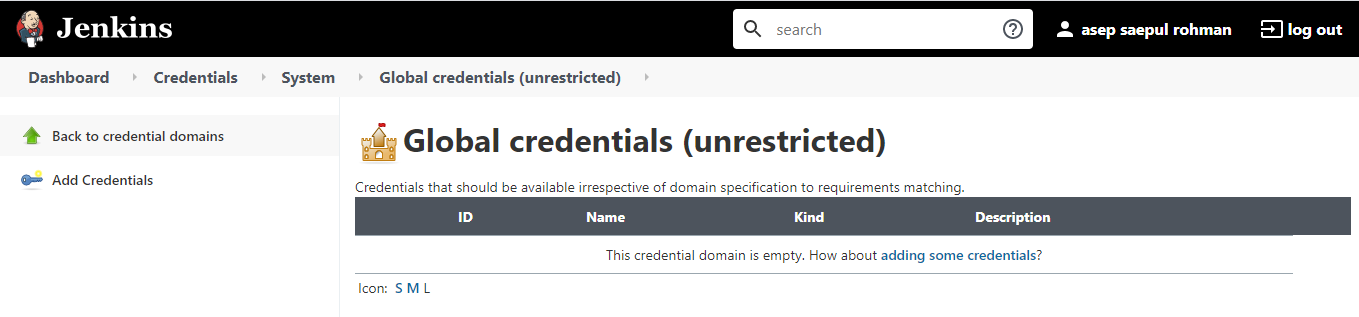 Jenkins search asep saepul rohman log out
Dashboard Credentials System Global credentials (unrestricted)
Back to credential domains
Add Credentials
Global credentials (unrestricted)
Credentials that should be available irrespective of domain specification to requirements matching.
ID Name Kind Description
This credential domain is empty. How about adding some credentials?
Icon: S M L